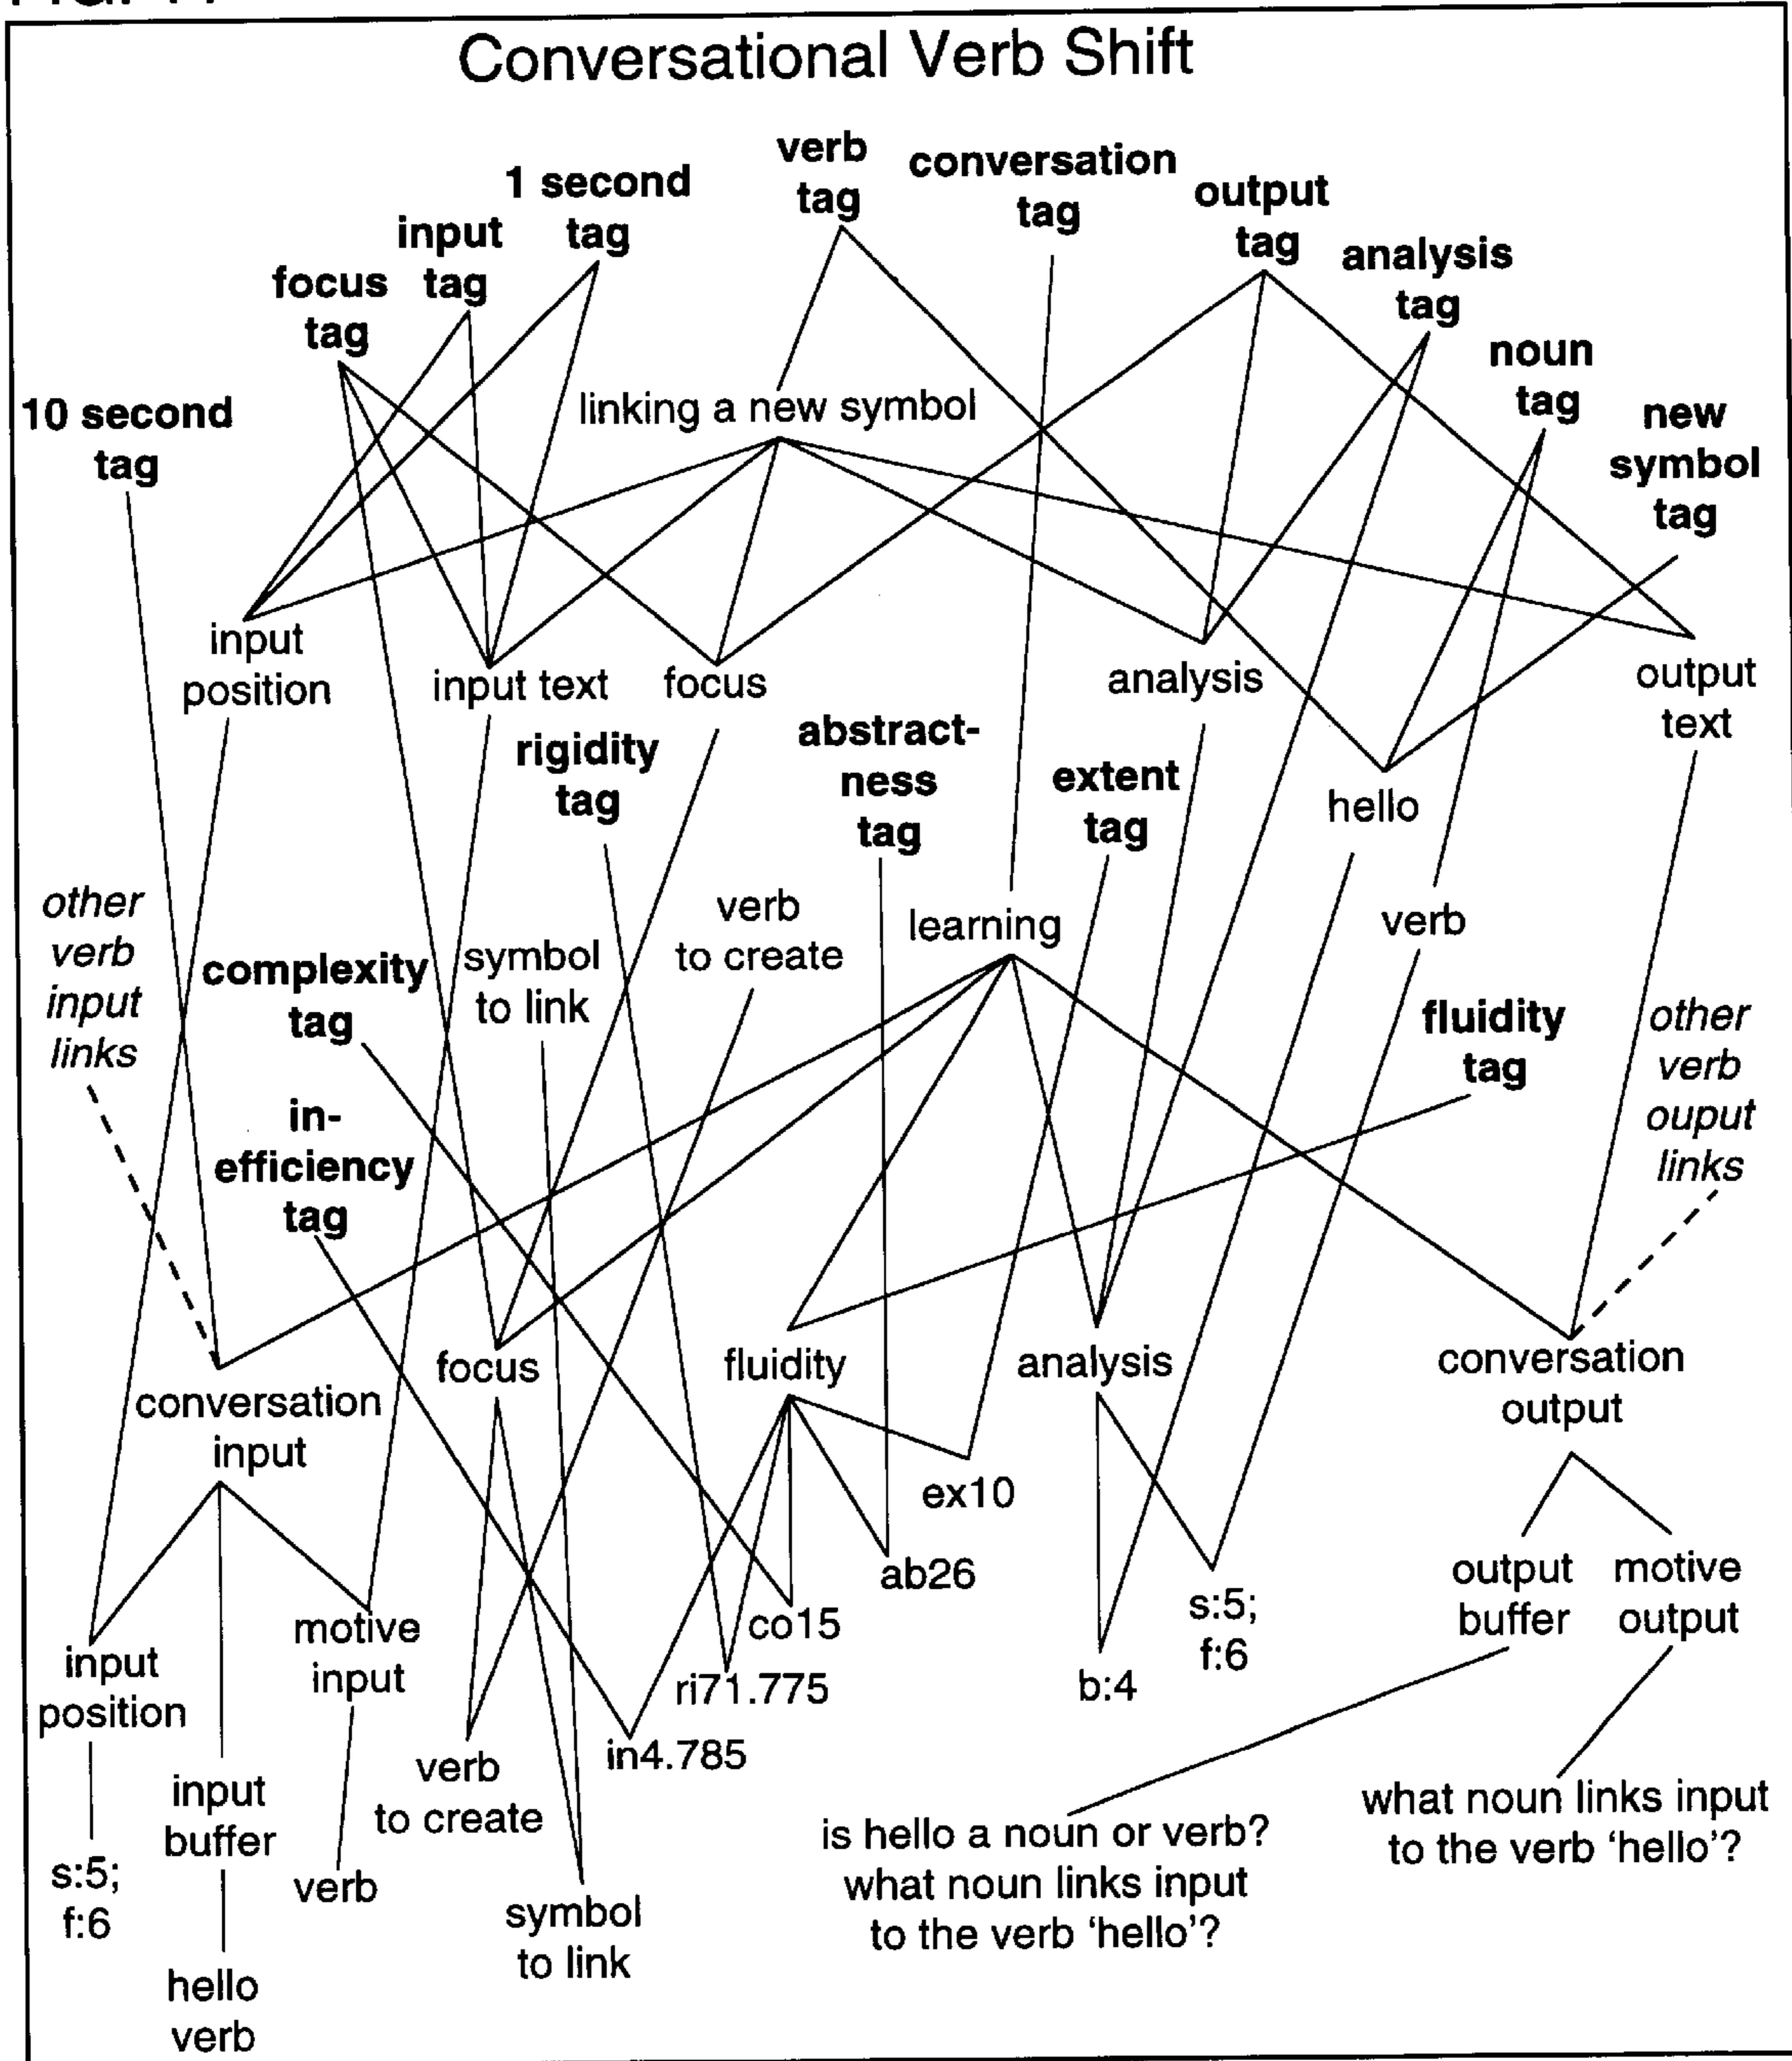 Conversational Verb Shift
verb
tag
conversation
tag
1 second
tag
output
tag
input
tag
analysis
tag
focus
tag
noun
tag
10 second
tag
linking a new symbol
new
symbol
tag
input
position
input text
focus
analysis
output
text
rigidity
tag
abstract-
ness
tag
extent
tag
hello
other
verb
input
links
verb
to create
learning
verb
complexity
tag
symbol
to link
fluidity
tag
other
verb
ouput
links
in-
efficiency
tag
conversation
input
focus
fluidity
analysis
conversation
output
ex10
ab26
co15
ri71.775
in4.785
s:5;
f:6
b:4
output
buffer
motive
output
input
position
motive
input
verb
to create
input
buffer
s:5;
f:6
verb
symbol
to link
hello
verb
is hello a noun or verb?
what noun links input
to the verb ‘hello’?
what noun links input
to the verb ‘hello’?